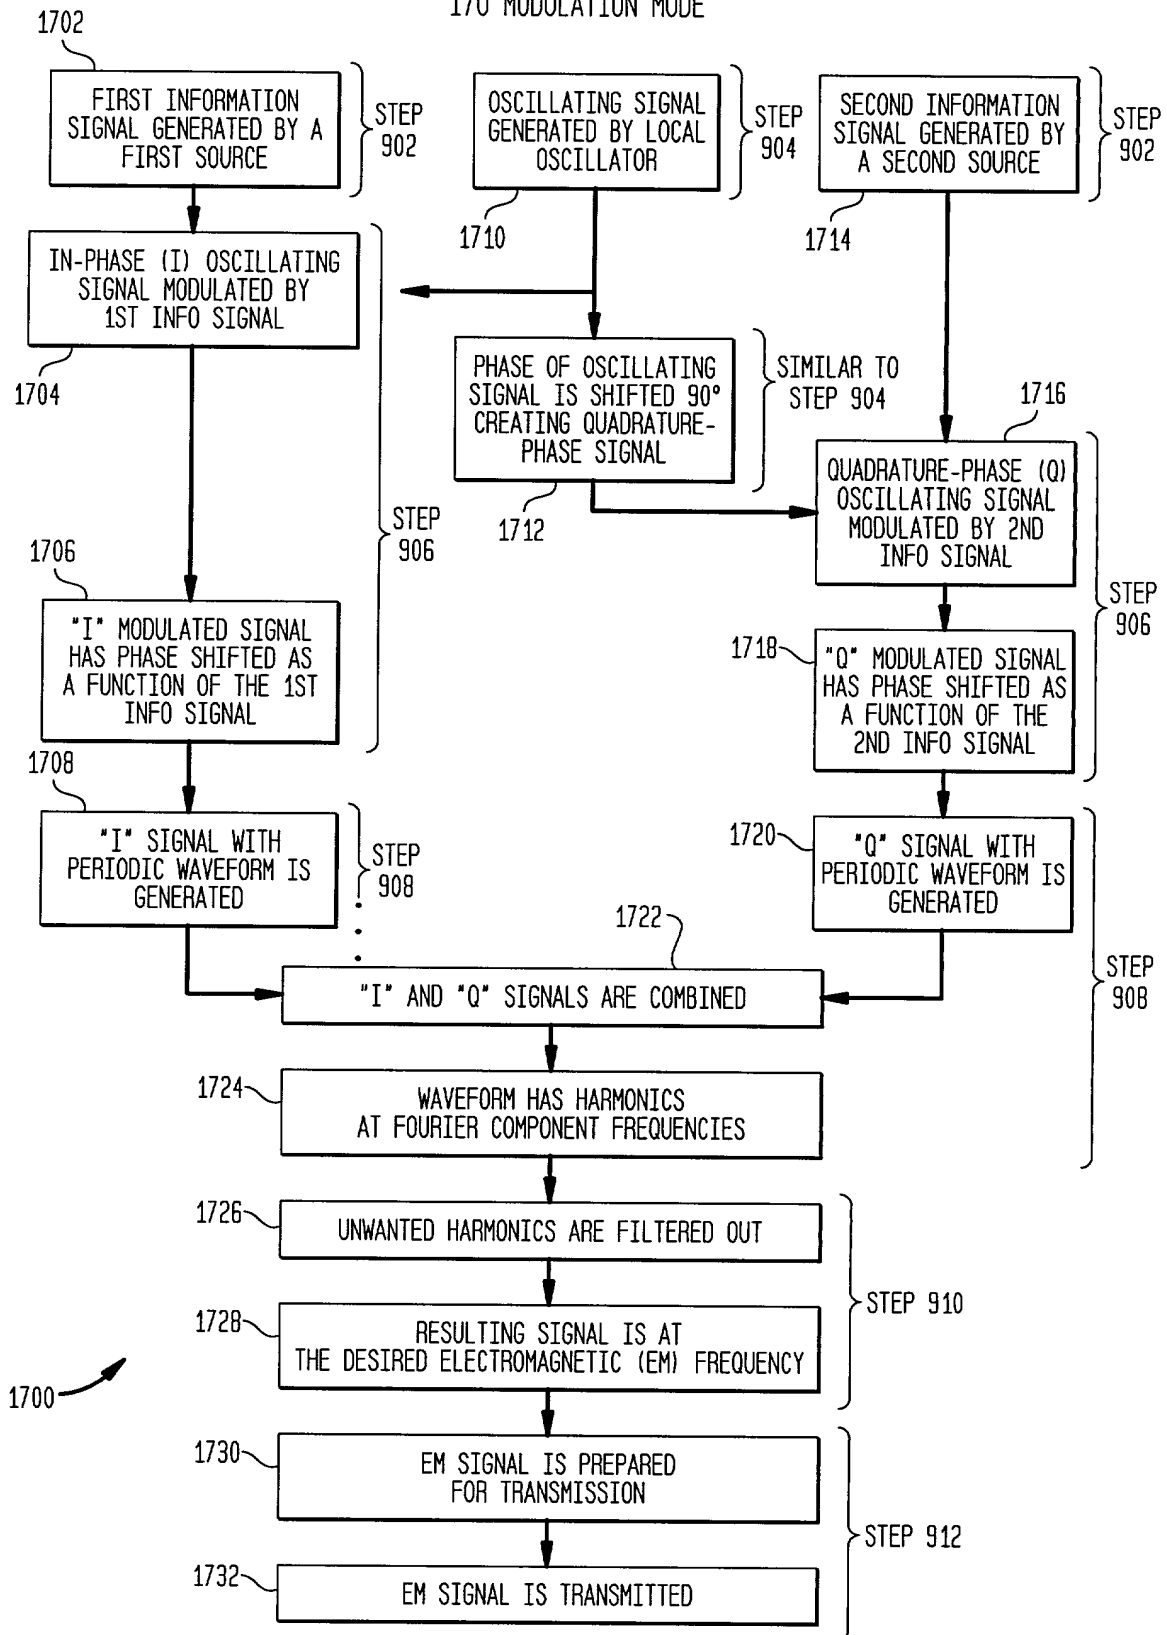 I/Q MODULATION MODE
1702
FIRST INFORMATION
SIGNAL GENERATED BY A
FIRST SOURCE
STEP
902
OSCILLATING SIGNAL
GENERATED BY LOCAL
OSCILLATOR
STEP
904
1710
SECOND INFORMATION
SIGNAL GENERATED BY
A SECOND SOURCE
STEP
902
1714
IN-PHASE (I) OSCILLATING
SIGNAL MODULATED BY
1ST INFO SIGNAL
1704
PHASE OF OSCILLATING
SIGNAL IS SHIFTED 90°
CREATING QUADRATURE-
PHASE SIGNAL
SIMILAR TO
STEP 904
1712
1716
QUADRATURE-PHASE (Q)
OSCILLATING SIGNAL
MODULATED BY 2ND
INFO SIGNAL
STEP
906
1706
"I" MODULATED SIGNAL
HAS PHASE SHIFTED AS
A FUNCTION OF THE 1ST
INFO SIGNAL
1718
"Q" MODULATED SIGNAL
HAS PHASE SHIFTED AS
A FUNCTION OF THE
2ND INFO SIGNAL
STEP
906
1708
"I" SIGNAL WITH
PERIODIC WAVEFORM IS
GENERATED
STEP
908
1720
"Q" SIGNAL WITH
PERIODIC WAVEFORM IS
GENERATED
1722
"I" AND "Q" SIGNALS ARE COMBINED
STEP
908
1724
WAVEFORM HAS HARMONICS
AT FOURIER COMPONENT FREQUENCIES
1726
UNWANTED HARMONICS ARE FILTERED OUT
1728
RESULTING SIGNAL IS AT
THE DESIRED ELECTROMAGNETIC (EM) FREQUENCY
STEP 910
1700
1730
EM SIGNAL IS PREPARED
FOR TRANSMISSION
STEP 912
1732
EM SIGNAL IS TRANSMITTED